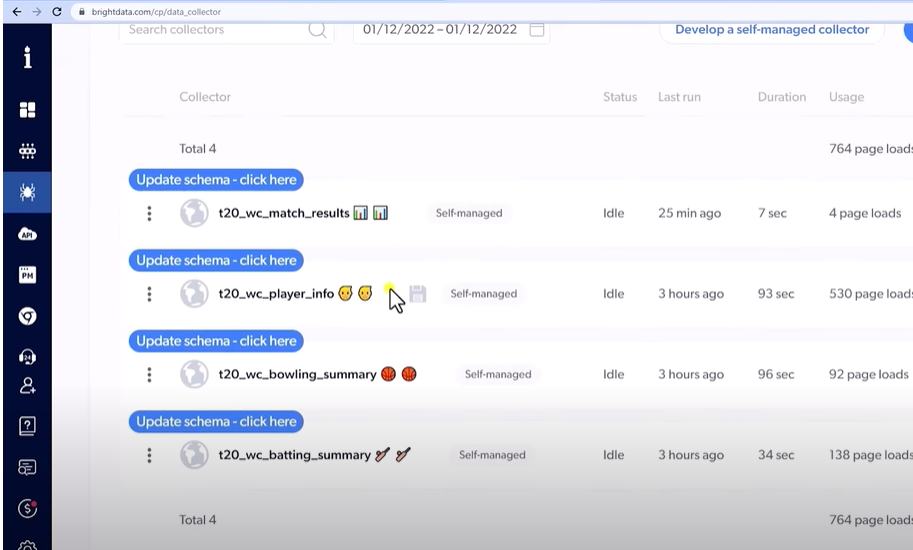 brightdata.com/cp/data_collector
Search collectors
01/12/2022 – 01/12/2022
Develop a self-managed collector
Collector Status Last run Duration Usage
Total 4 764 page loads
Update schema - click here
t20_wc_match_results Self-managed Idle 25 min ago 7 sec 4 page loads
Update schema - click here
t20_wc_player_info Self-managed Idle 3 hours ago 93 sec 530 page loads
Update schema - click here
t20_wc_bowling_summary Self-managed Idle 3 hours ago 96 sec 92 page loads
Update schema - click here
t20_wc_batting_summary Self-managed Idle 3 hours ago 34 sec 138 page loads
Total 4 764 page loads
API
PM
24